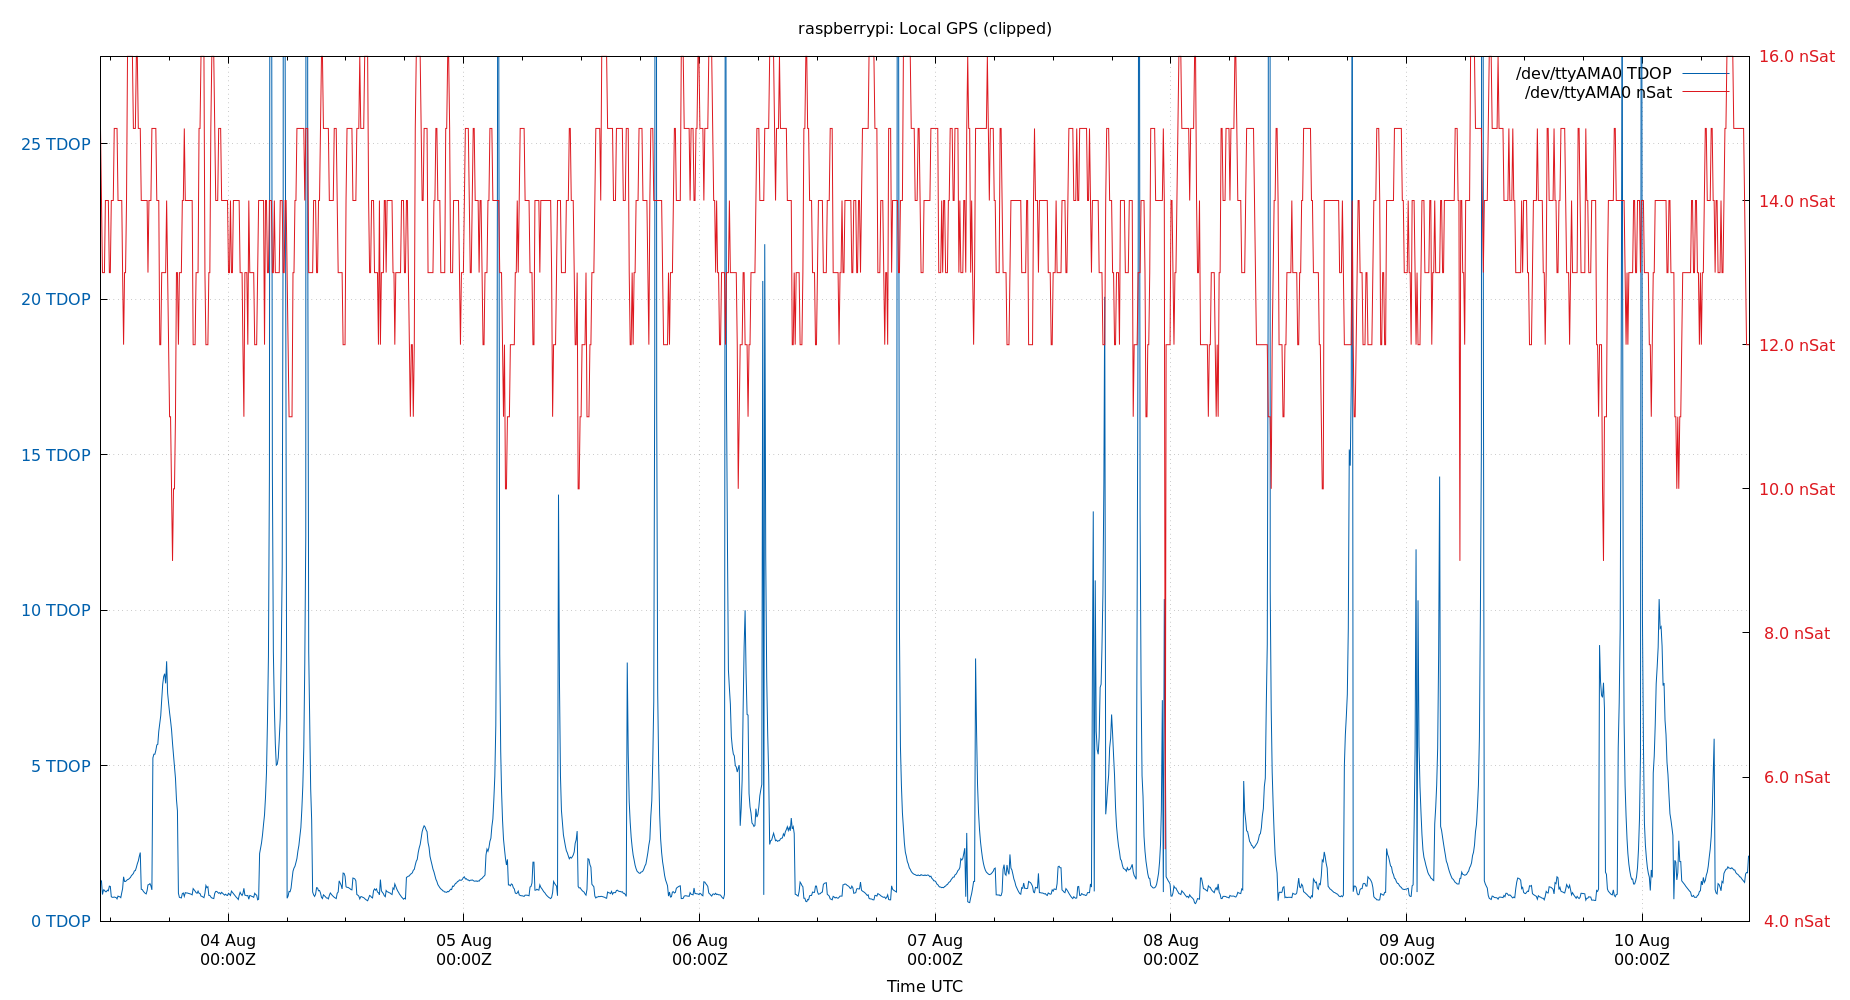 raspberrypi: Local GPS (clipped)
16.0 nSat
/dev/ttyAMA0 TDOP
/dev/ttyAMA0 nSat
25 TDOP
14.0 nSat
20 TDOP
12.0 nSat
15 TDOP
10.0 nSat
10 TDOP
8.0 nSat
5 TDOP
6.0 nSat
0 TDOP
4.0 nSat
04 Aug 05 Aug 06 Aug 07 Aug 08 Aug 09 Aug 10 Aug
00:00Z 00:00Z 00:00Z 00:00Z 00:00Z 00:00Z 00:00Z
Time UTC